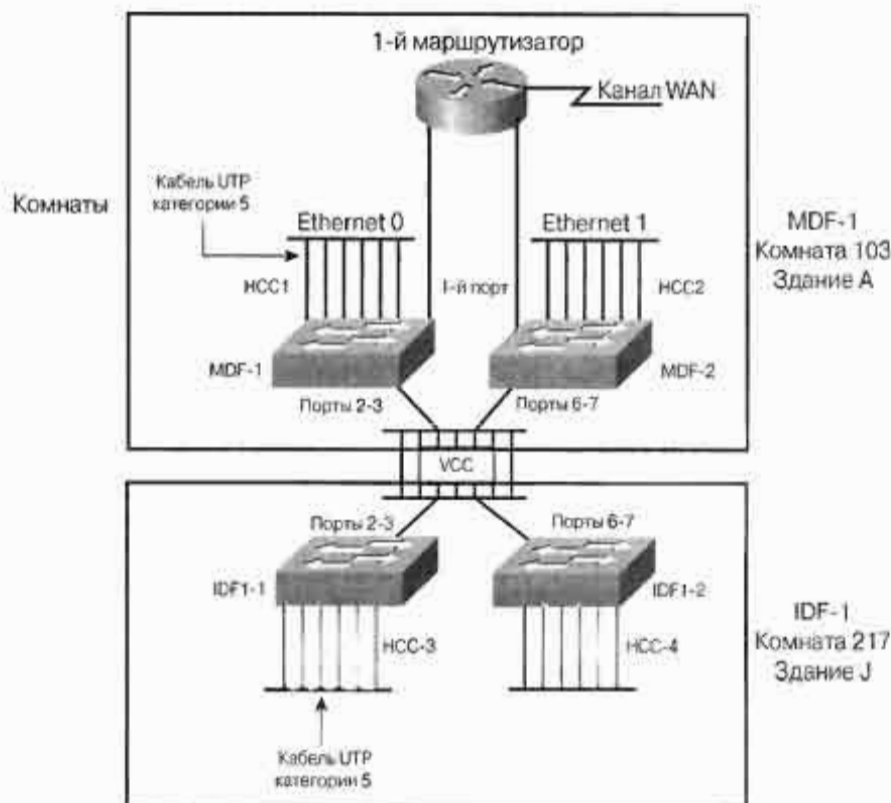 1-й маршрутизатор
Канал WAN
Кабель UTP
категории 5
Комнаты
Ethernet 0
Ethernet 1
MDF-1
Комната 103
Здание А
HCC1
1-й порт
HCC2
MDF-1
MDF-2
Порты 2-3
Порты 6-7
VCC
Порты 2-3
Порты 6-7
IDF1-1
IDF1-2
IDF-1
Комната 217
Здание J
HCC-3
HCC-4
Кабель UTP
категории 5